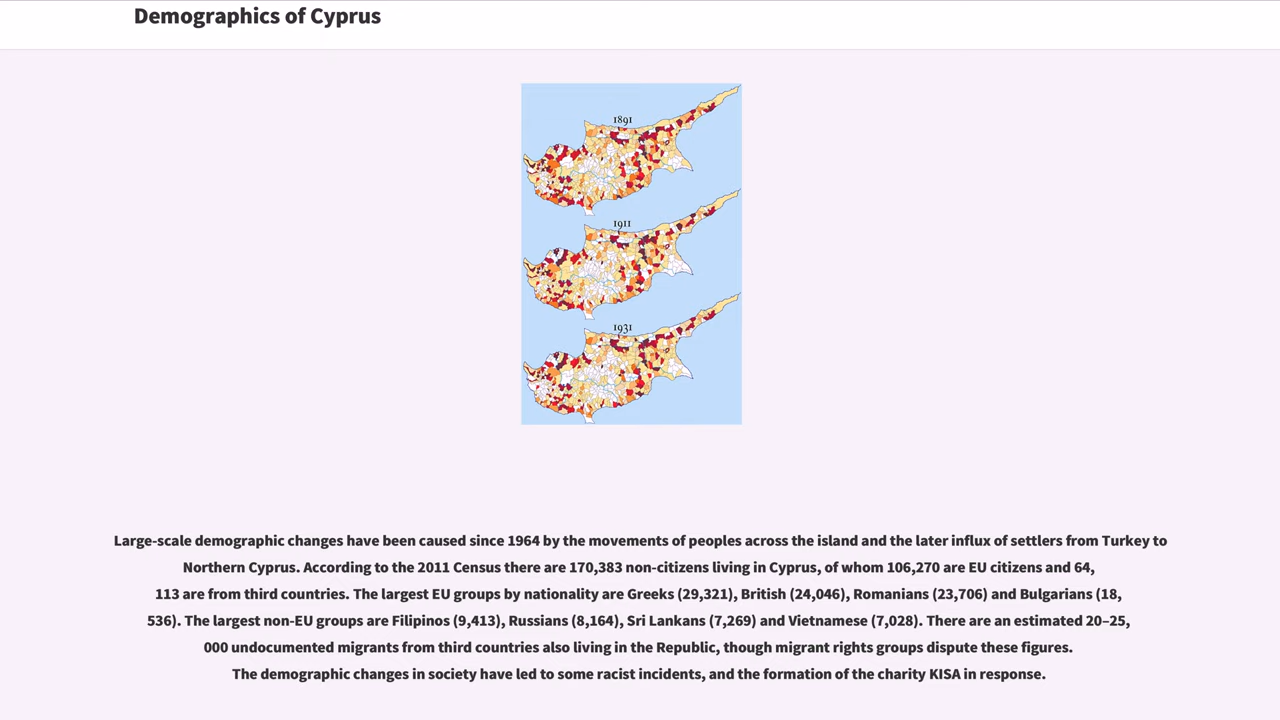 Demographics of Cyprus
1891
1911
1931
Large-scale demographic changes have been caused since 1964 by the movements of peoples across the island and the later influx of settlers from Turkey to
Northern Cyprus. According to the 2011 Census there are 170,383 non-citizens living in Cyprus, of whom 106,270 are EU citizens and 64,
113 are from third countries. The largest EU groups by nationality are Greeks (29,321), British (24,046), Romanians (23,706) and Bulgarians (18,
536). The largest non-EU groups are Filipinos (9,413), Russians (8,164), Sri Lankans (7,269) and Vietnamese (7,028). There are an estimated 20–25,
000 undocumented migrants from third countries also living in the Republic, though migrant rights groups dispute these figures.
The demographic changes in society have led to some racist incidents, and the formation of the charity KISA in response.